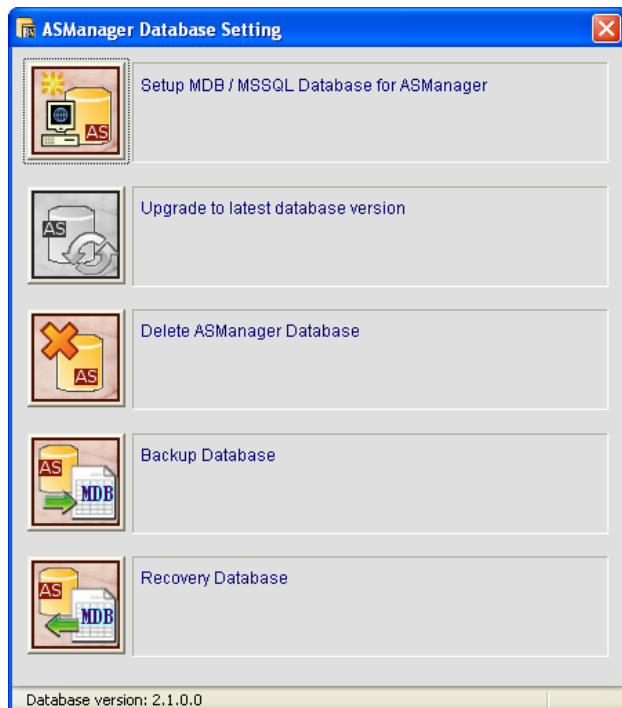 ASManager Database Setting
Setup MDB / MSSQL Database for ASManager
AS
Upgrade to latest database version
AS
Delete ASManager Database
AS
Backup Database
AS
MDB
Recovery Database
AS
MDB
Database version: 2.1.0.0